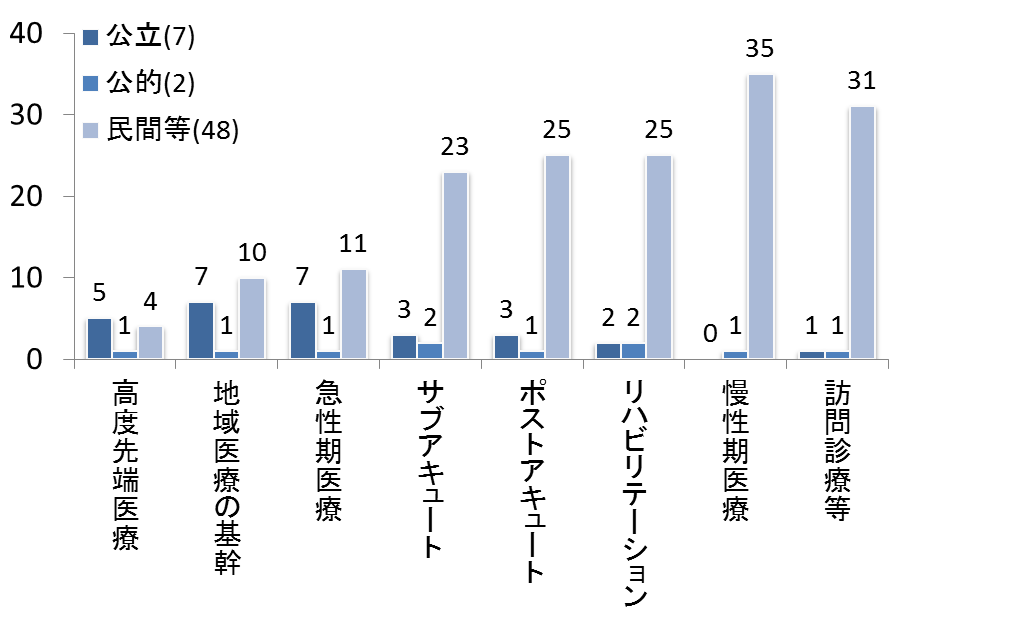 40
30
20
10
0
公立(7)
公的(2)
民間等(48)
5
1
4
7
1
10
7
1
11
3
2
23
3
1
25
2
2
25
0
1
35
1
1
31
高度先端医療
地域医療の基幹
急性期医療
サブアキュート
ポストアキュート
リハビリテーション
慢性期医療
訪問診療等